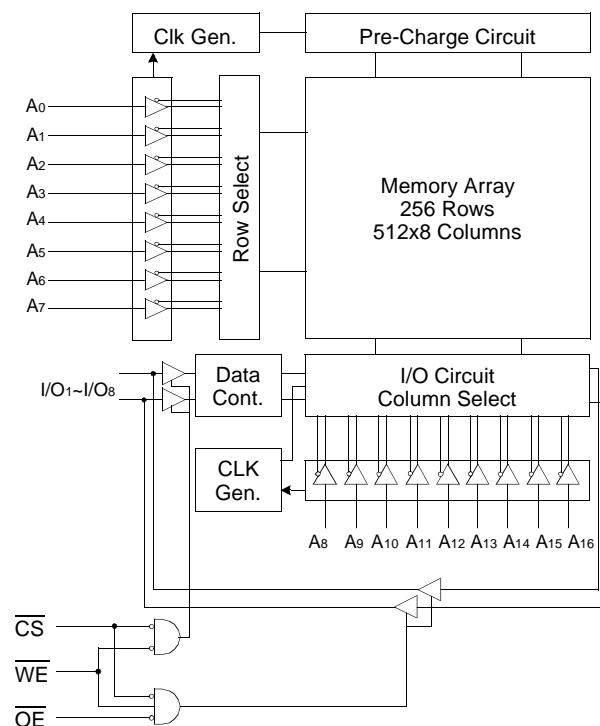 Clk Gen.
Pre-Charge Circuit
A0
A1
A2
A3
A4
A5
A6
A7
Row Select
Memory Array
256 Rows
512x8 Columns
I/O1~I/O8
Data
Cont.
I/O Circuit
Column Select
CLK
Gen.
A8 A9 A10 A11 A12 A13 A14 A15 A16
CS
WE
OE